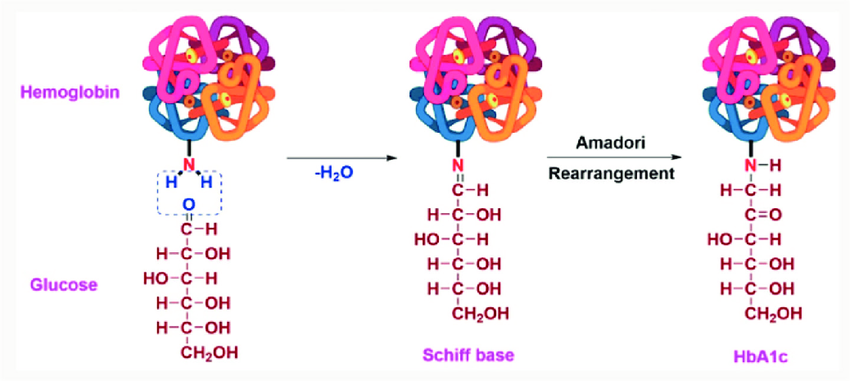 Hemoglobin
N
H H
O
C–H
H–C–OH
HO–C–H
H–C–OH
H–C–OH
CH₂OH
Glucose
-H₂O
N
C–H
H–C–OH
HO–C–H
H–C–OH
H–C–OH
CH₂OH
Schiff base
Amadori
Rearrangement
N–H
H–C–H
C=O
HO–C–H
H–C–OH
H–C–OH
CH₂OH
HbA1c